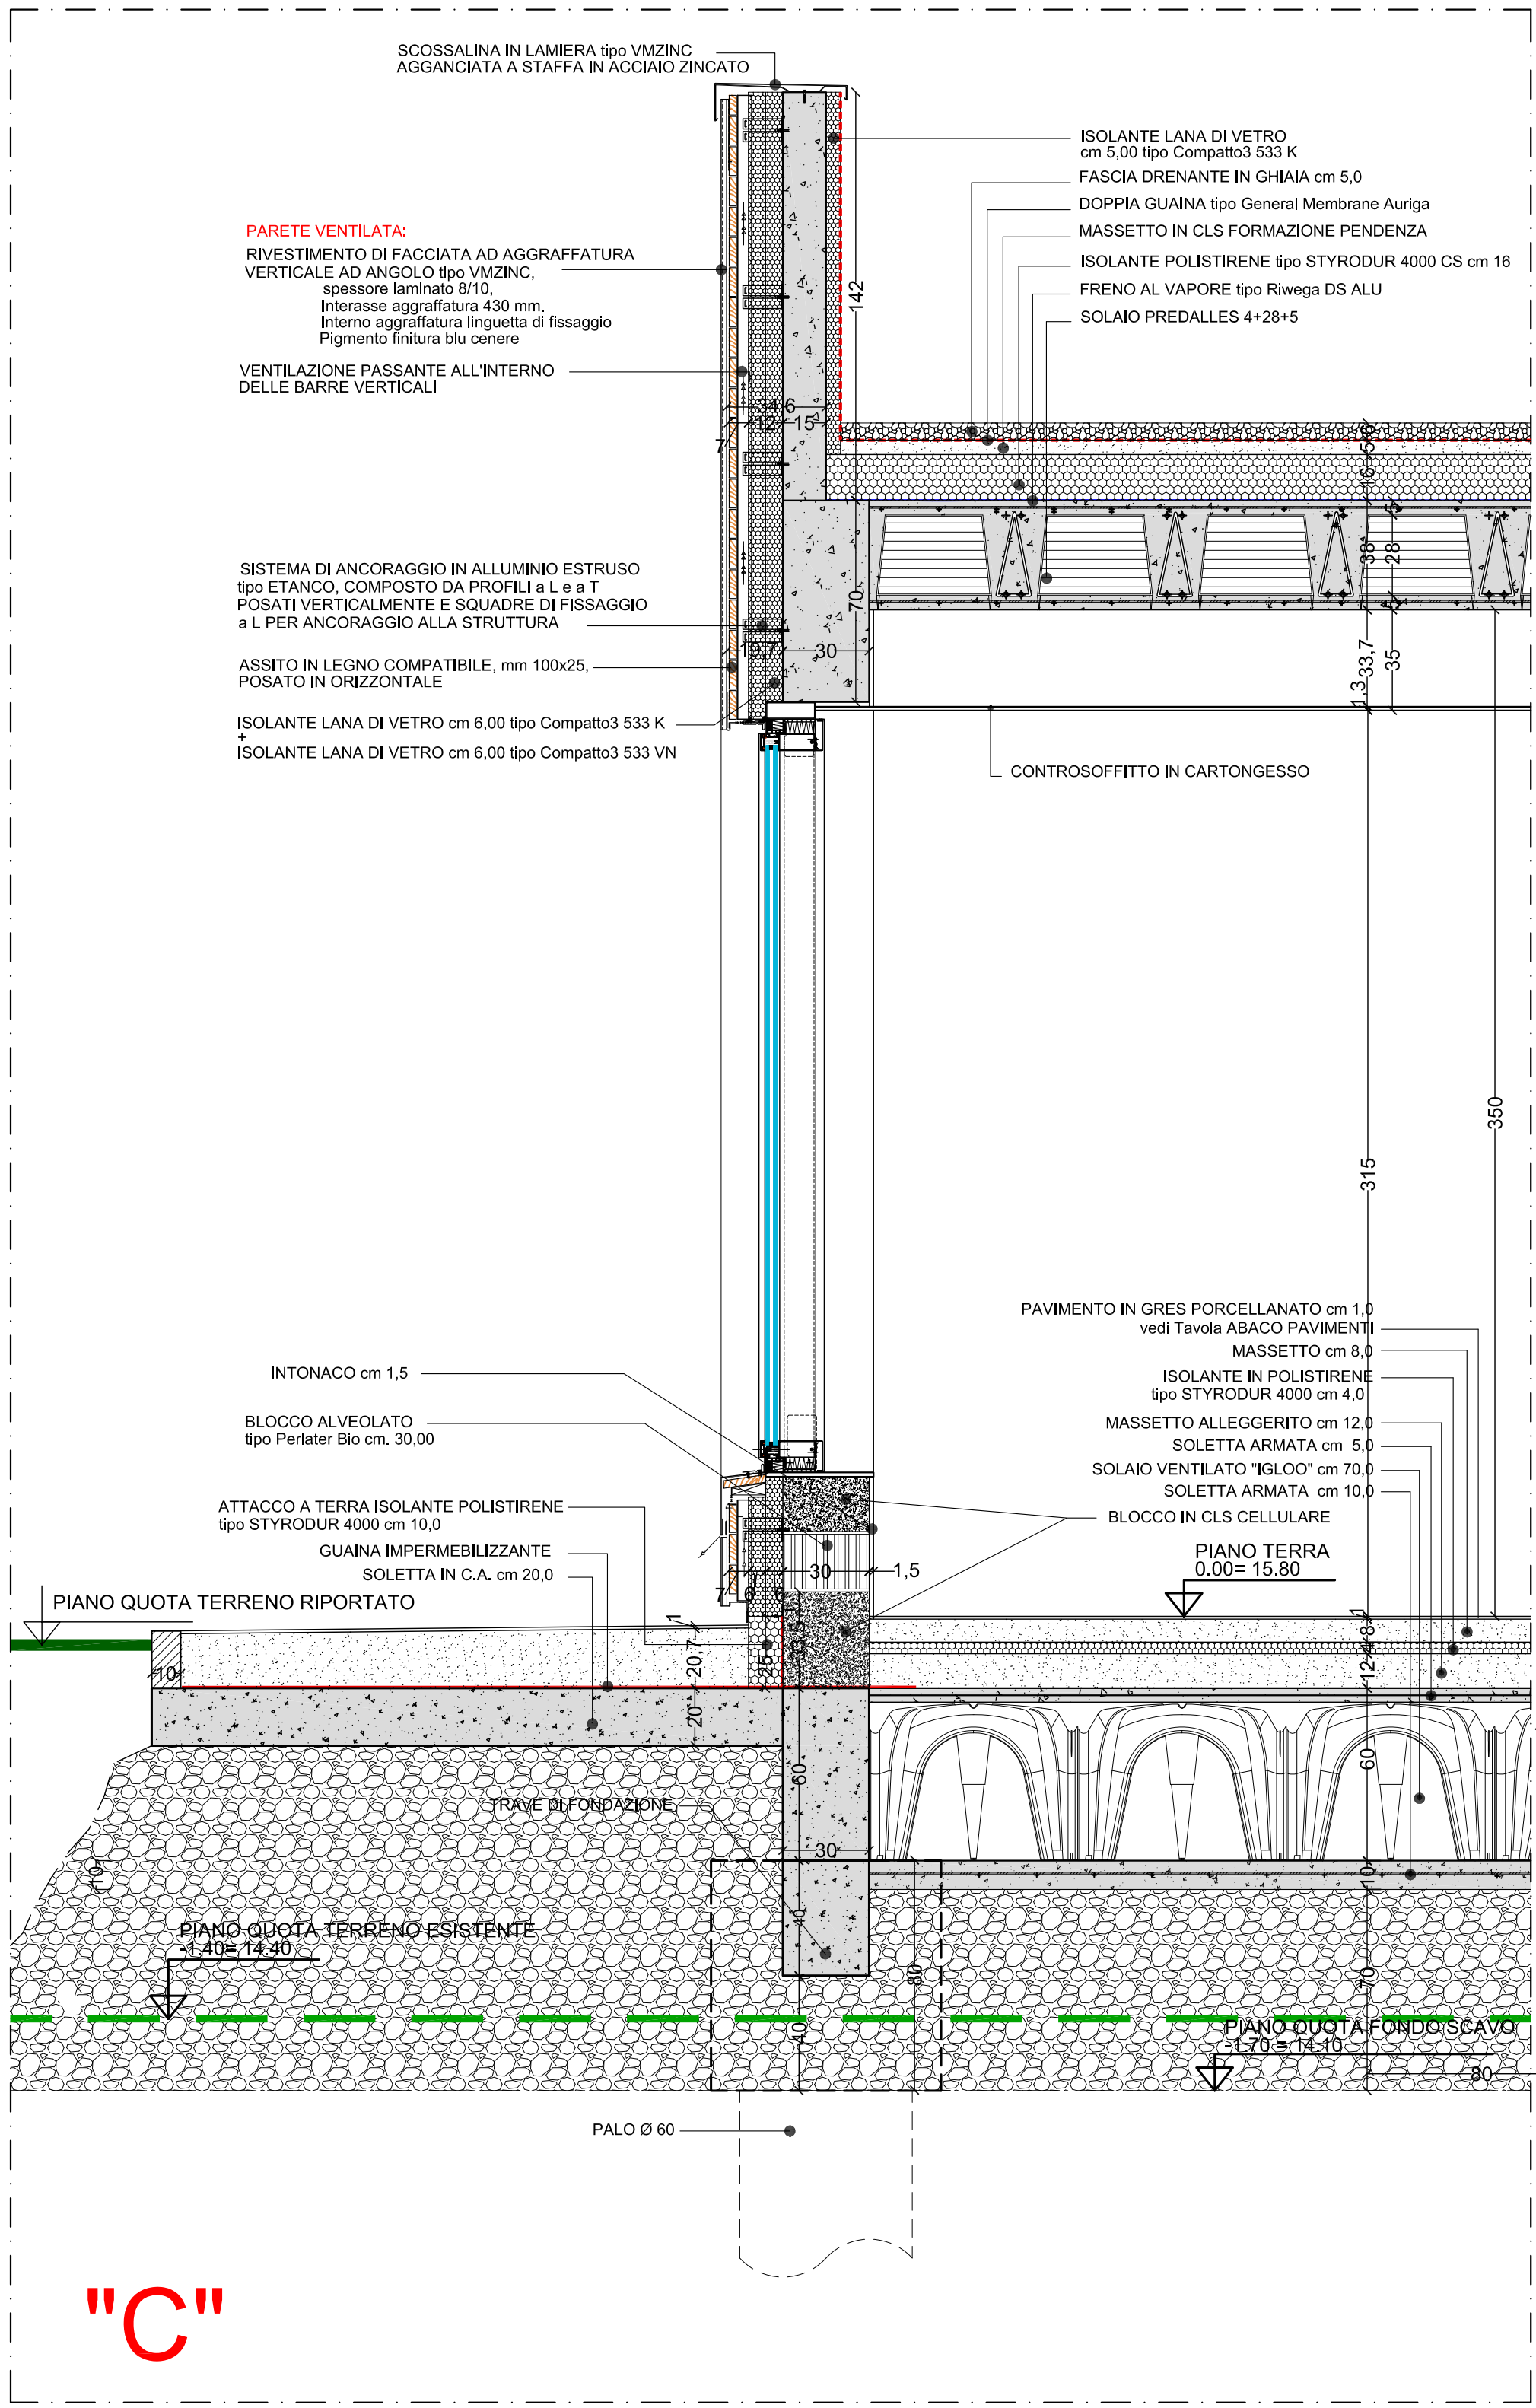 SCOSSALINA IN LAMIERA tipo VMZINC
AGGANCIATA A STAFFA IN ACCIAIO ZINCATO
ISOLANTE LANA DI VETRO
cm 5,00 tipo Compatto3 533 K
FASCIA DRENANTE IN GHIAIA cm 5,0
DOPPIA GUAINA tipo General Membrane Auriga
MASSETTO IN CLS FORMAZIONE PENDENZA
ISOLANTE POLISTIRENE tipo STYRODUR 4000 CS cm 16
FRENO AL VAPORE tipo Riwega DS ALU
SOLAIO PREDALLES 4+28+5
PARETE VENTILATA:
RIVESTIMENTO DI FACCIATA AD AGGRAFFATURA
VERTICALE AD ANGOLO tipo VMZINC,
spessore laminato 8/10,
Interasse aggraffatura 430 mm.
Interno aggraffatura linguetta di fissaggio
Pigmento finitura blu cenere
VENTILAZIONE PASSANTE ALL'INTERNO
DELLE BARRE VERTICALI
142
34,6
12
15
7
5
16
SISTEMA DI ANCORAGGIO IN ALLUMINIO ESTRUSO
tipo ETANCO, COMPOSTO DA PROFILI a L e a T
POSATI VERTICALMENTE E SQUADRE DI FISSAGGIO
a L PER ANCORAGGIO ALLA STRUTTURA
5
38
28
5
70
19,7
30
ASSITO IN LEGNO COMPATIBILE, mm 100x25,
POSATO IN ORIZZONTALE
33,7
35
1,3
ISOLANTE LANA DI VETRO cm 6,00 tipo Compatto3 533 K
+
ISOLANTE LANA DI VETRO cm 6,00 tipo Compatto3 533 VN
CONTROSOFFITTO IN CARTONGESSO
350
315
PAVIMENTO IN GRES PORCELLANATO cm 1,0
vedi Tavola ABACO PAVIMENTI
MASSETTO cm 8,0
ISOLANTE IN POLISTIRENE
tipo STYRODUR 4000 cm 4,0
MASSETTO ALLEGGERITO cm 12,0
SOLETTA ARMATA cm 5,0
SOLAIO VENTILATO "IGLOO" cm 70,0
SOLETTA ARMATA cm 10,0
BLOCCO IN CLS CELLULARE
INTONACO cm 1,5
BLOCCO ALVEOLATO
tipo Perlater Bio cm. 30,00
ATTACCO A TERRA ISOLANTE POLISTIRENE
tipo STYRODUR 4000 cm 10,0
GUAINA IMPERMEBILIZZANTE
SOLETTA IN C.A. cm 20,0
PIANO QUOTA TERRENO RIPORTATO
PIANO TERRA
0.00= 15.80
30
1,5
7
6
6
1
20,7
20
25
10
1
8
4
12
60
60
TRAVE DI FONDAZIONE
30
10
10
40
80
70
PIANO QUOTA TERRENO ESISTENTE
-1.40= 14.40
40
PIANO QUOTA FONDO SCAVO
-1.70 = 14.10
80
PALO Ø 60
"C"